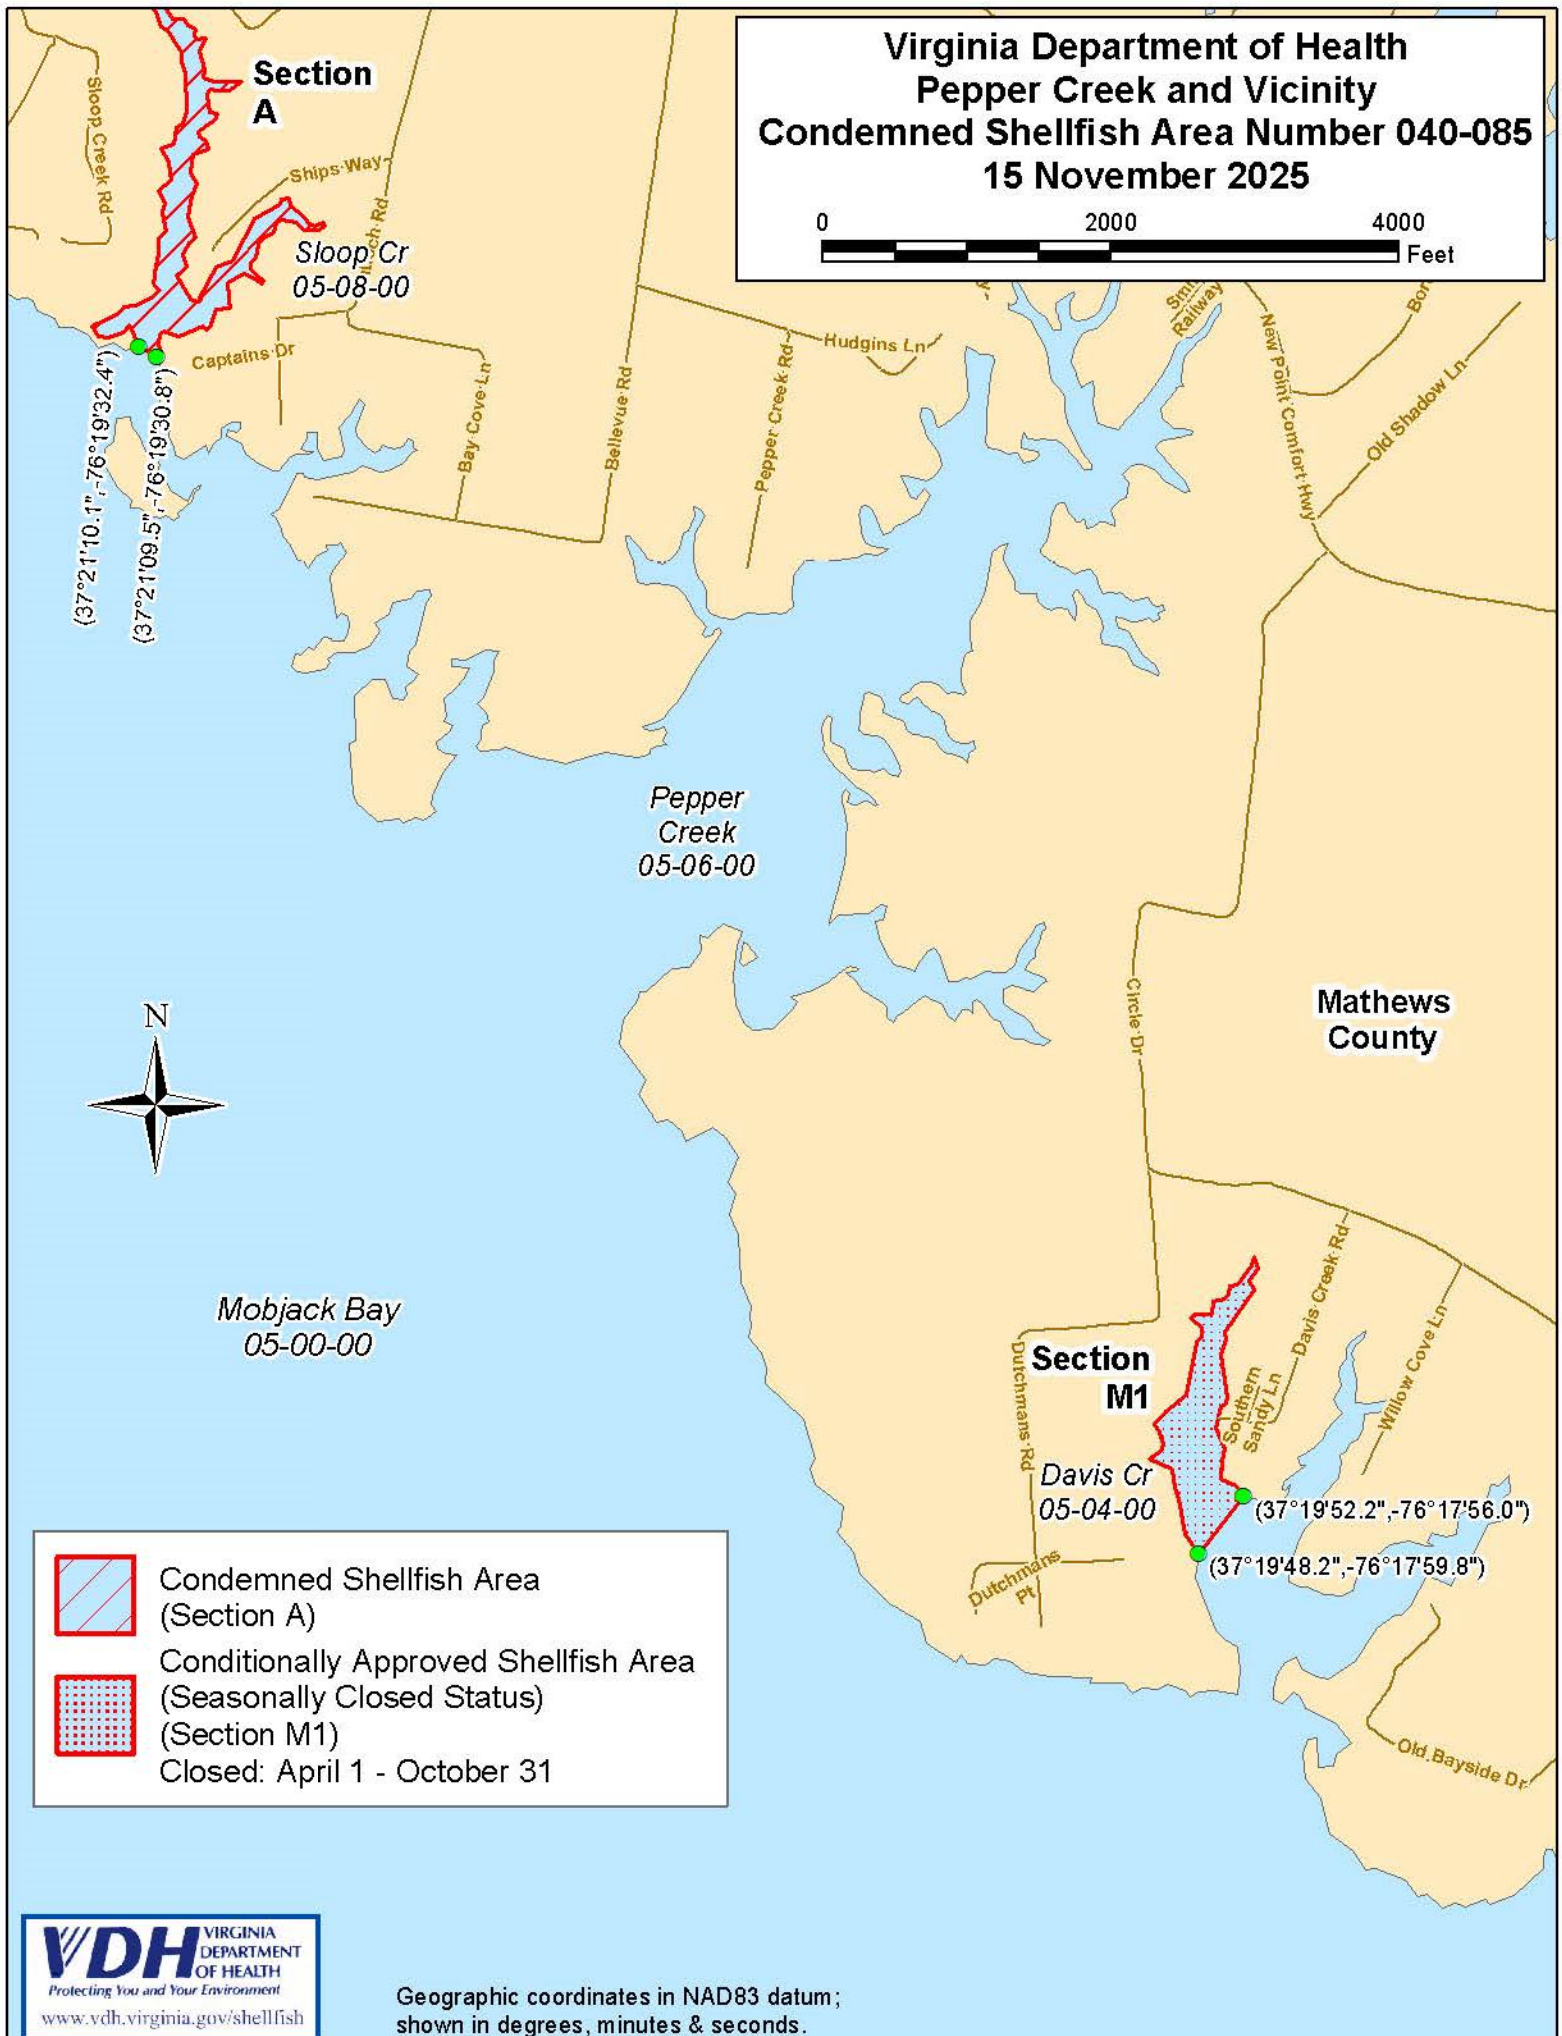 Virginia Department of Health
Pepper Creek and Vicinity
Condemned Shellfish Area Number 040-085
15 November 2025
0 2000 4000
Feet
Section
A
Sloop Creek Rd
Ships Way
Sloop Cr
05-08-00
Captains Dr
(37°21'10.1",-76°19'32.4")
(37°21'09.5",-76°19'30.8")
Bay Cove Ln
Bellevue Rd
Pepper Creek Rd
Hudgins Ln
Railway
New Point Comfort Hwy
Old Shadow Ln
Pepper
Creek
05-06-00
N
Circle Dr
Mathews
County
Mobjack Bay
05-00-00
Section
M1
Dutchmans Rd
Davis Creek Rd
Southern
Sandy Ln
Willow Cove Ln
Davis Cr
05-04-00
(37°19'52.2",-76°17'56.0")
(37°19'48.2",-76°17'59.8")
Dutchmans
Pt
Old Bayside Dr
Condemned Shellfish Area
(Section A)
Conditionally Approved Shellfish Area
(Seasonally Closed Status)
(Section M1)
Closed: April 1 - October 31
VDH
VIRGINIA
DEPARTMENT
OF HEALTH
Protecting You and Your Environment
www.vdh.virginia.gov/shellfish
Geographic coordinates in NAD83 datum;
shown in degrees, minutes & seconds.